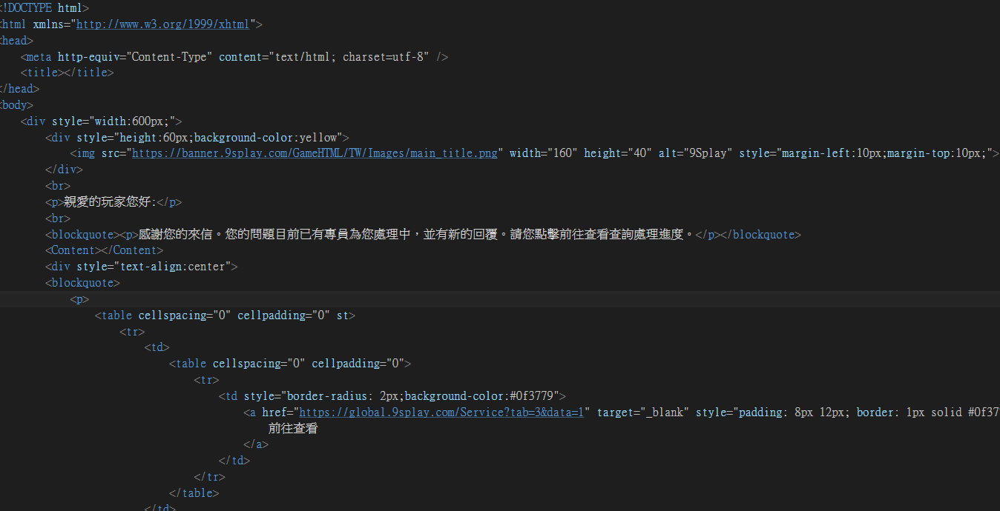 <!DOCTYPE html>
<html xmlns="http://www.w3.org/1999/xhtml">
<head>
<meta http-equiv="Content-Type" content="text/html; charset=utf-8" />
<title></title>
</head>
<body>
<div style="width:600px;">
<div style="height:60px;background-color:yellow">
<img src="https://banner.9splay.com/GameHTML/TW/Images/main_title.png" width="160" height="40" alt="9Splay" style="margin-left:10px;margin-top:10px;">
</div>
<br>
<p>親愛的玩家您好:</p>
<br>
<blockquote><p>感謝您的來信。您的問題目前已有專員為您處理中，並有新的回覆。請您點擊前往查看查詢處理進度。</p></blockquote>
<Content></Content>
<div style="text-align:center">
<blockquote>
<p>
<table cellspacing="0" cellpadding="0" st>
<tr>
<td>
<table cellspacing="0" cellpadding="0">
<tr>
<td style="border-radius: 2px;background-color:#0f3779">
<a href="https://global.9splay.com/Service?tab=3&data=1" target="_blank" style="padding: 8px 12px; border: 1px solid #0f37
前往查看
</a>
</td>
</tr>
</table>
</td>